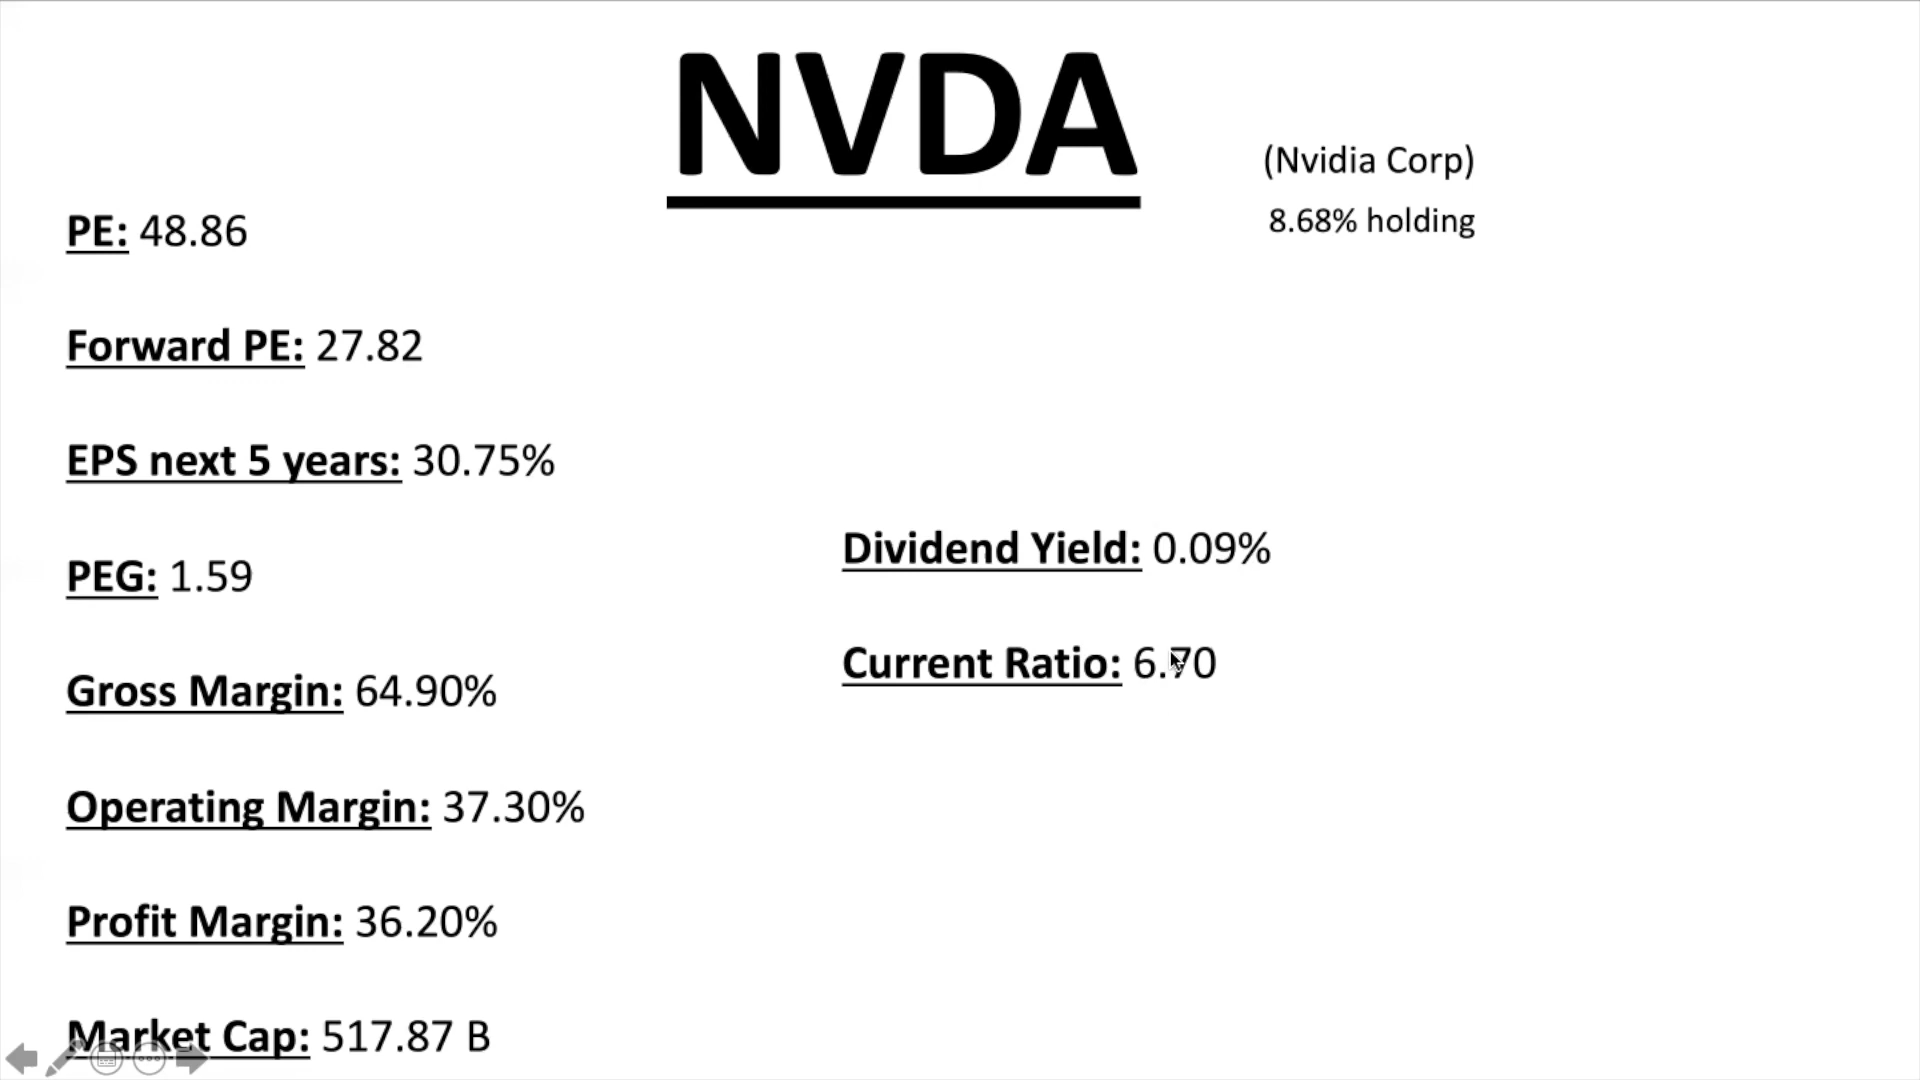 NVDA
(Nvidia Corp)
8.68% holding
PE: 48.86
Forward PE: 27.82
EPS next 5 years: 30.75%
PEG: 1.59
Gross Margin: 64.90%
Operating Margin: 37.30%
Profit Margin: 36.20%
Market Cap: 517.87 B
Dividend Yield: 0.09%
Current Ratio: 6.70